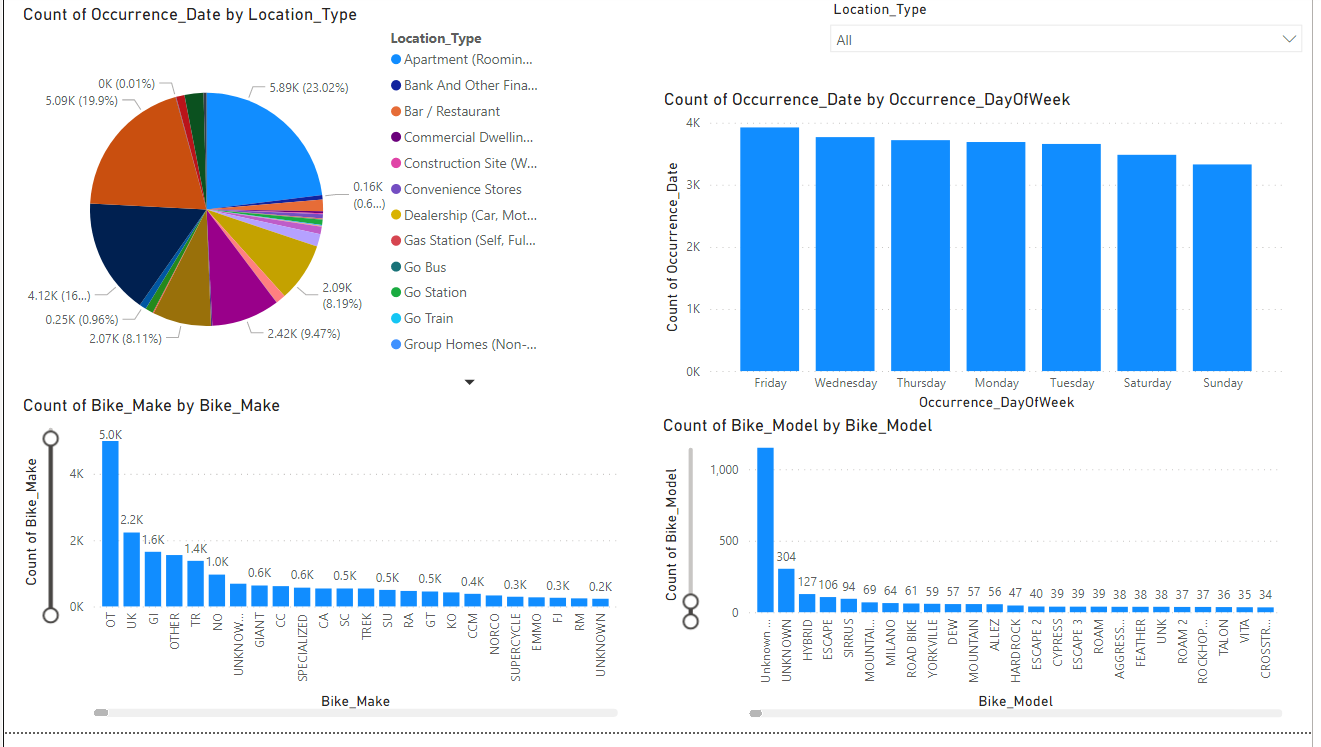 Count of Occurrence_Date by Location_Type
0K (0.01%)
5.09K (19.9%)
5.89K (23.02%)
0.16K
(0.6...)
4.12K (16...)
0.25K (0.96%)
2.07K (8.11%)
2.42K (9.47%)
2.09K
(8.19%)
Location_Type
Apartment (Roomin...
Bank And Other Fina...
Bar / Restaurant
Commercial Dwellin...
Construction Site (W...
Convenience Stores
Dealership (Car, Mot...
Gas Station (Self, Ful...
Go Bus
Go Station
Go Train
Group Homes (Non-...
Location_Type
All
Count of Occurrence_Date by Occurrence_DayOfWeek
Count of Occurrence_Date
4K
3K
2K
1K
0K
Friday
Wednesday
Thursday
Monday
Tuesday
Saturday
Sunday
Occurrence_DayOfWeek
Count of Bike_Make by Bike_Make
Count of Bike_Make
4K
2K
0K
5.0K
2.2K
1.6K
1.4K
1.0K
0.6K
0.6K
0.5K
0.5K
0.5K
0.4K
0.3K
0.3K
0.2K
OT
UK
GI
OTHER
TR
NO
UNKNOW...
GIANT
CC
SPECIALIZED
CA
SC
TREK
SU
RA
GT
KO
CCM
NORCO
SUPERCYCLE
EMMO
FJ
RM
UNKNOWN
Bike_Make
Count of Bike_Model by Bike_Model
Count of Bike_Model
1,000
500
0
304
127
106
94
69
64
61
59
57
57
56
47
40
39
39
39
38
38
38
37
37
36
35
34
Unknown ...
UNKNOWN
HYBRID
ESCAPE
SIRRUS
MOUNTAI...
MILANO
ROAD BIKE
YORKVILLE
DEW
MOUNTAIN
ALLEZ
HARDROCK
ESCAPE 2
CYPRESS
ESCAPE 3
ROAM
AGGRESS...
FEATHER
UNK
ROAM 2
ROCKHOP...
TALON
VITA
CROSSTR...
Bike_Model